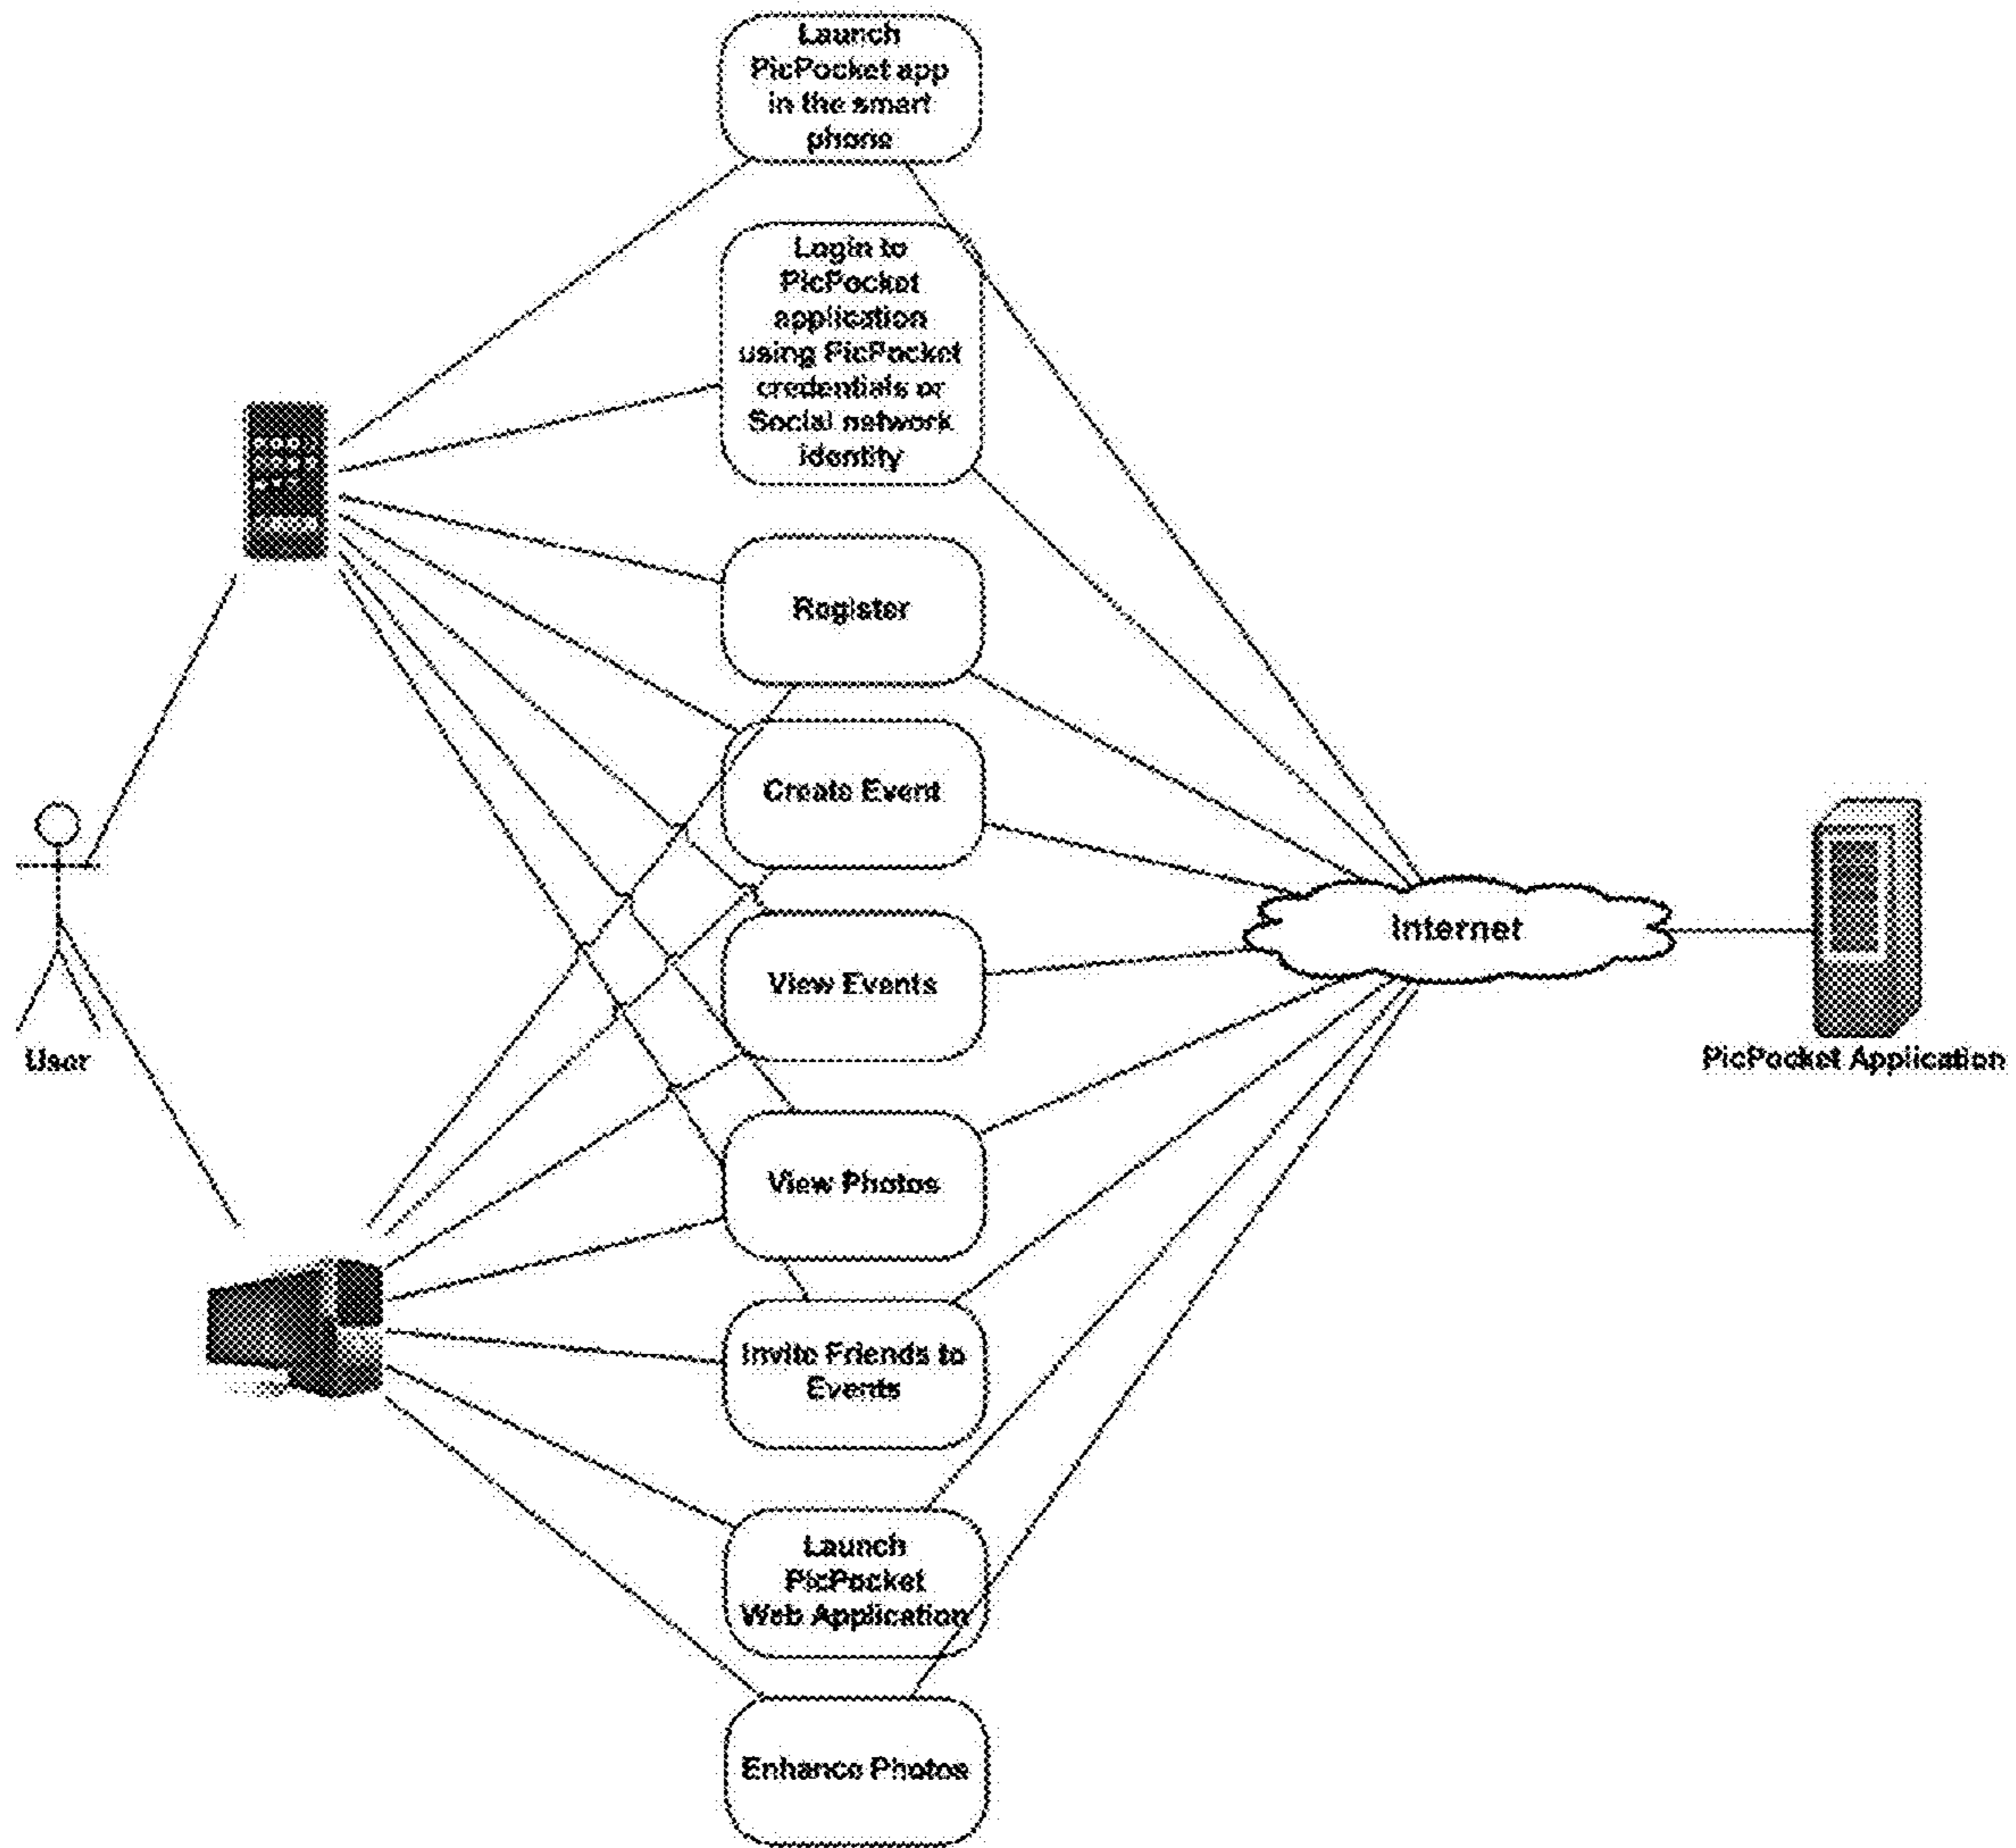 Launch
PicPocket app
in the smart
phone
Login to
PicPocket
application
using PicPocket
credentials or
Social network
identity
Register
Create Event
View Events
View Photos
Invite Friends to
Events
Launch
PicPocket
Web Application
Enhance Photos
User
Internet
PicPocket Application